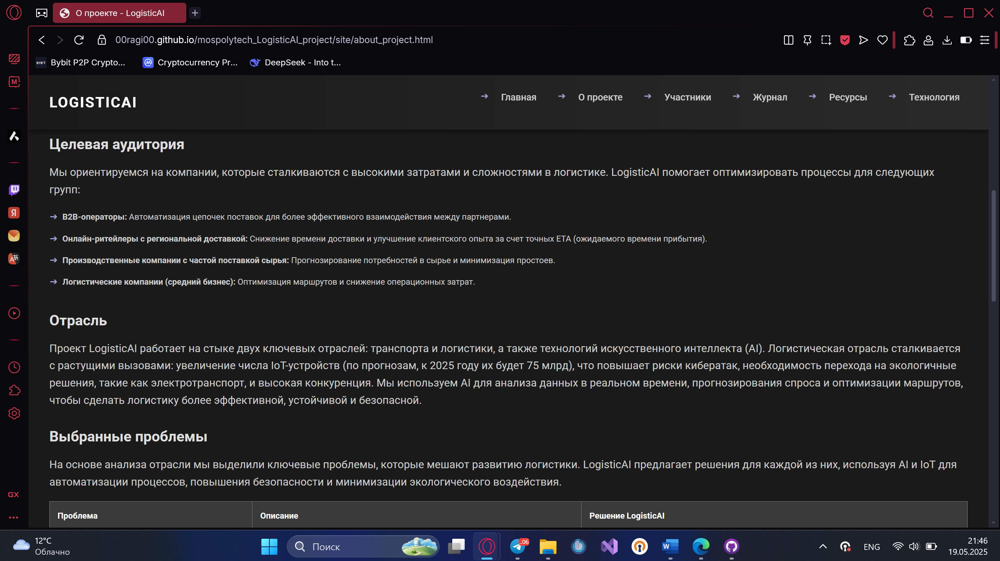 О проекте - LogisticAI
00ragi00.github.io/mospolytech_LogisticAI_project/site/about_project.html
BYBIT Bybit P2P Crypto... Cryptocurrency Pr... DeepSeek - Into t...
LOGISTICAI
➔ Главная ➔ О проекте ➔ Участники ➔ Журнал ➔ Ресурсы ➔ Технология
Целевая аудитория
Мы ориентируемся на компании, которые сталкиваются с высокими затратами и сложностями в логистике. LogisticAI помогает оптимизировать процессы для следующих
групп:
➔ B2B-операторы: Автоматизация цепочек поставок для более эффективного взаимодействия между партнерами.
➔ Онлайн-ритейлеры с региональной доставкой: Снижение времени доставки и улучшение клиентского опыта за счет точных ETA (ожидаемого времени прибытия).
➔ Производственные компании с частой поставкой сырья: Прогнозирование потребностей в сырье и минимизация простоев.
➔ Логистические компании (средний бизнес): Оптимизация маршрутов и снижение операционных затрат.
Отрасль
Проект LogisticAI работает на стыке двух ключевых отраслей: транспорта и логистики, а также технологий искусственного интеллекта (AI). Логистическая отрасль сталкивается
с растущими вызовами: увеличение числа IoT-устройств (по прогнозам, к 2025 году их будет 75 млрд), что повышает риски кибератак, необходимость перехода на экологичные
решения, такие как электротранспорт, и высокая конкуренция. Мы используем AI для анализа данных в реальном времени, прогнозирования спроса и оптимизации маршрутов,
чтобы сделать логистику более эффективной, устойчивой и безопасной.
Выбранные проблемы
На основе анализа отрасли мы выделили ключевые проблемы, которые мешают развитию логистики. LogisticAI предлагает решения для каждой из них, используя AI и IoT для
автоматизации процессов, повышения безопасности и минимизации экологического воздействия.
Проблема Описание Решение LogisticAI
M
Я
GX
12°C
Облачно
Поиск
..06
W
ENG
21:46
19.05.2025